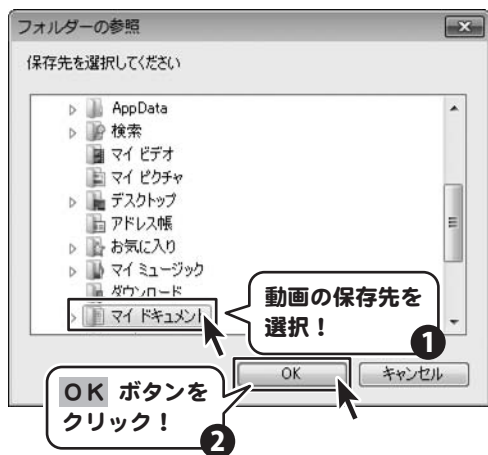 フォルダーの参照
保存先を選択してください
AppData
検索
マイ ビデオ
マイ ピクチャ
デスクトップ
アドレス帳
お気に入り
マイ ミュージック
ダウンロード
マイ ドキュメント
動画の保存先を
選択！
1
OK
キャンセル
OK ボタンを
クリック！
2